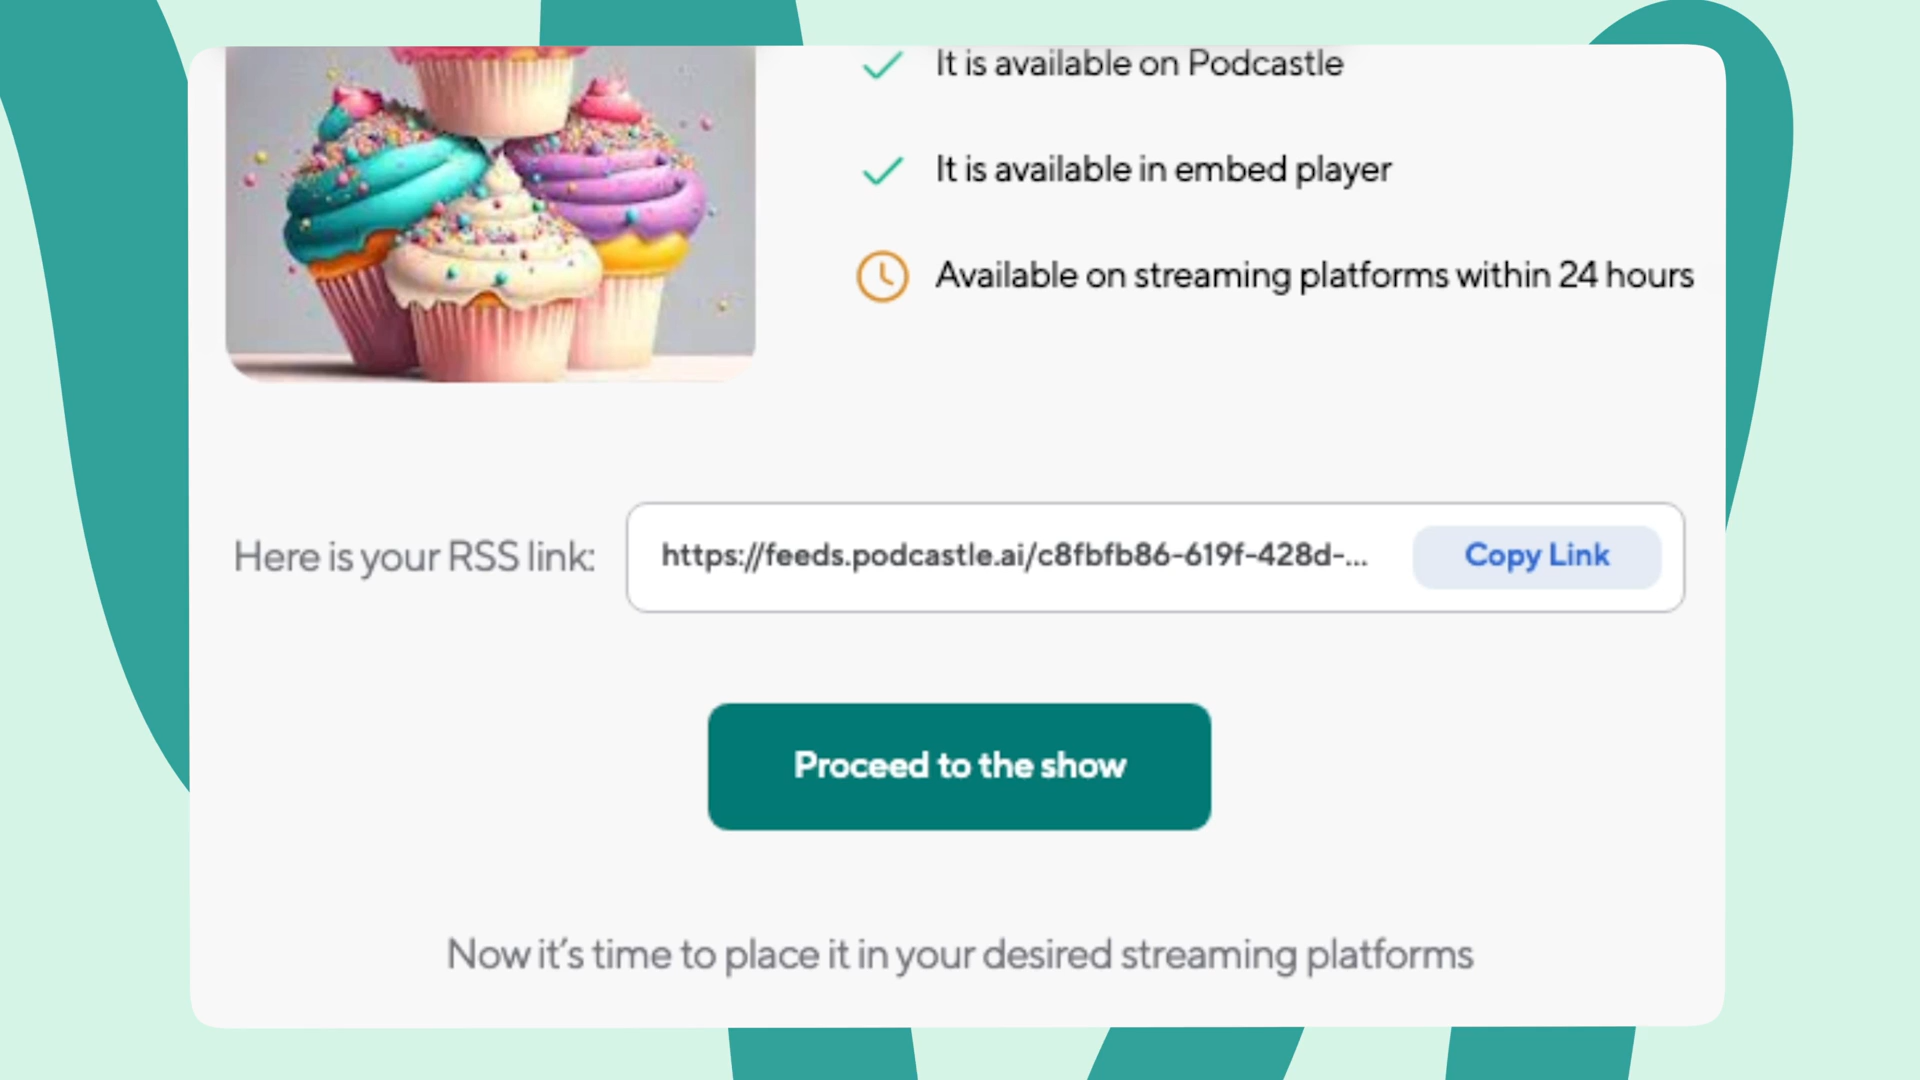 It is available on Podcastle
It is available in embed player
Available on streaming platforms within 24 hours
Here is your RSS link: https://feeds.podcastle.ai/c8fbfb86-619f-428d-... Copy Link
Proceed to the show
Now it’s time to place it in your desired streaming platforms